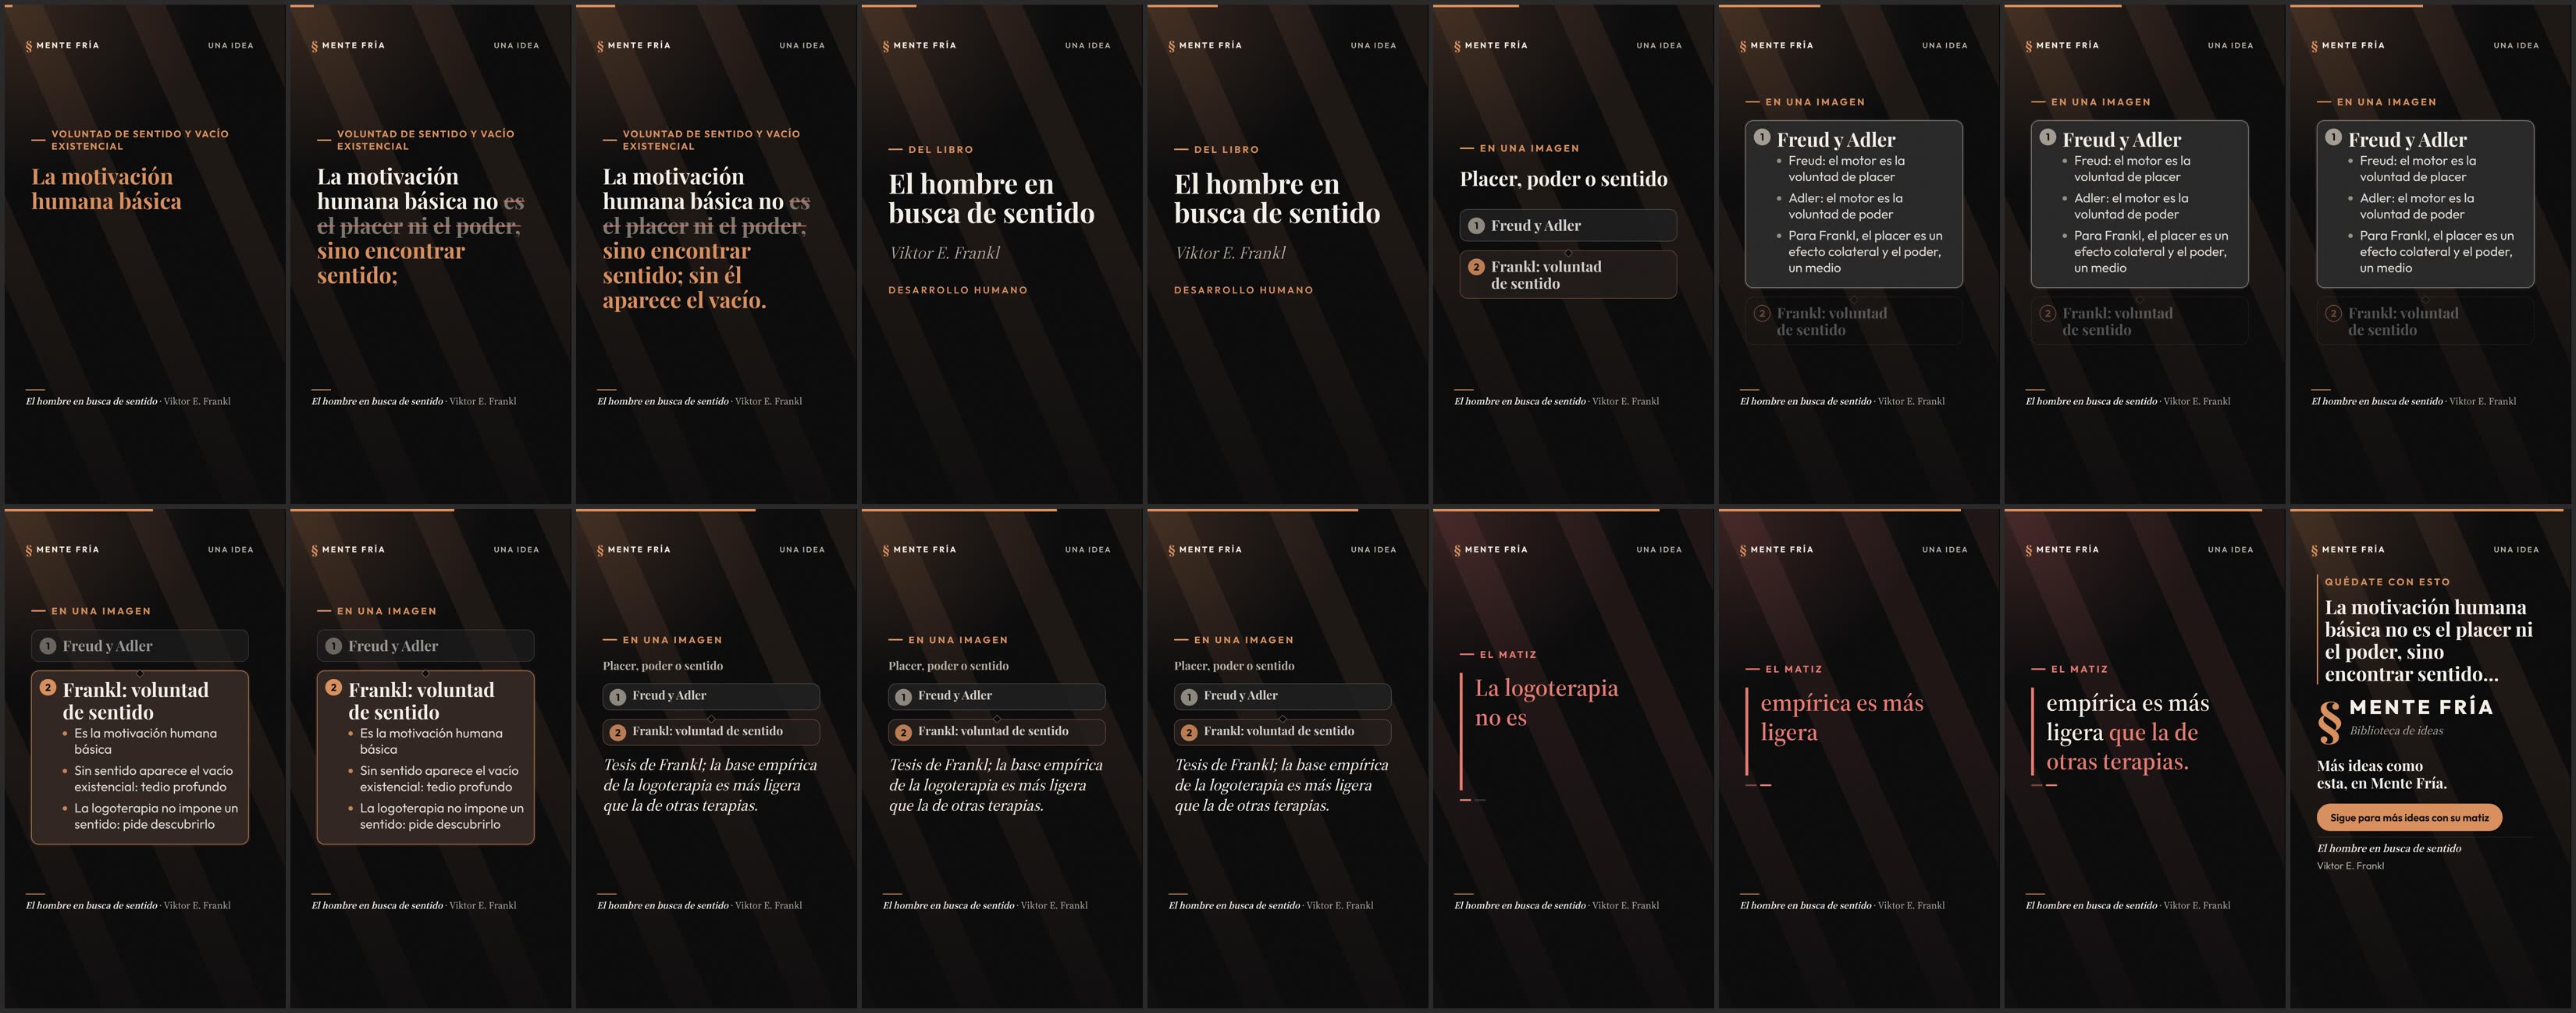 § MENTE FRÍA
UNA IDEA
VOLUNTAD DE SENTIDO Y VACÍO
EXISTENCIAL
La motivación
humana básica
El hombre en busca de sentido · Viktor E. Frankl
§ MENTE FRÍA
UNA IDEA
VOLUNTAD DE SENTIDO Y VACÍO
EXISTENCIAL
La motivación
humana básica no es
el placer ni el poder,
sino encontrar
sentido;
El hombre en busca de sentido · Viktor E. Frankl
§ MENTE FRÍA
UNA IDEA
VOLUNTAD DE SENTIDO Y VACÍO
EXISTENCIAL
La motivación
humana básica no es
el placer ni el poder,
sino encontrar
sentido; sin él
aparece el vacío.
El hombre en busca de sentido · Viktor E. Frankl
§ MENTE FRÍA
UNA IDEA
DEL LIBRO
El hombre en
busca de sentido
Viktor E. Frankl
DESARROLLO HUMANO
§ MENTE FRÍA
UNA IDEA
DEL LIBRO
El hombre en
busca de sentido
Viktor E. Frankl
DESARROLLO HUMANO
§ MENTE FRÍA
UNA IDEA
EN UNA IMAGEN
Placer, poder o sentido
1 Freud y Adler
2 Frankl: voluntad
de sentido
El hombre en busca de sentido · Viktor E. Frankl
§ MENTE FRÍA
UNA IDEA
EN UNA IMAGEN
1 Freud y Adler
• Freud: el motor es la
voluntad de placer
• Adler: el motor es la
voluntad de poder
• Para Frankl, el placer es un
efecto colateral y el poder,
un medio
2 Frankl: voluntad
de sentido
El hombre en busca de sentido · Viktor E. Frankl
§ MENTE FRÍA
UNA IDEA
EN UNA IMAGEN
1 Freud y Adler
• Freud: el motor es la
voluntad de placer
• Adler: el motor es la
voluntad de poder
• Para Frankl, el placer es un
efecto colateral y el poder,
un medio
2 Frankl: voluntad
de sentido
El hombre en busca de sentido · Viktor E. Frankl
§ MENTE FRÍA
UNA IDEA
EN UNA IMAGEN
1 Freud y Adler
• Freud: el motor es la
voluntad de placer
• Adler: el motor es la
voluntad de poder
• Para Frankl, el placer es un
efecto colateral y el poder,
un medio
2 Frankl: voluntad
de sentido
El hombre en busca de sentido · Viktor E. Frankl
§ MENTE FRÍA
UNA IDEA
EN UNA IMAGEN
1 Freud y Adler
2 Frankl: voluntad
de sentido
• Es la motivación humana
básica
• Sin sentido aparece el vacío
existencial: tedio profundo
• La logoterapia no impone un
sentido: pide descubrirlo
El hombre en busca de sentido · Viktor E. Frankl
§ MENTE FRÍA
UNA IDEA
EN UNA IMAGEN
1 Freud y Adler
2 Frankl: voluntad
de sentido
• Es la motivación humana
básica
• Sin sentido aparece el vacío
existencial: tedio profundo
• La logoterapia no impone un
sentido: pide descubrirlo
El hombre en busca de sentido · Viktor E. Frankl
§ MENTE FRÍA
UNA IDEA
EN UNA IMAGEN
Placer, poder o sentido
1 Freud y Adler
2 Frankl: voluntad de sentido
Tesis de Frankl; la base empírica
de la logoterapia es más ligera
que la de otras terapias.
El hombre en busca de sentido · Viktor E. Frankl
§ MENTE FRÍA
UNA IDEA
EN UNA IMAGEN
Placer, poder o sentido
1 Freud y Adler
2 Frankl: voluntad de sentido
Tesis de Frankl; la base empírica
de la logoterapia es más ligera
que la de otras terapias.
El hombre en busca de sentido · Viktor E. Frankl
§ MENTE FRÍA
UNA IDEA
EN UNA IMAGEN
Placer, poder o sentido
1 Freud y Adler
2 Frankl: voluntad de sentido
Tesis de Frankl; la base empírica
de la logoterapia es más ligera
que la de otras terapias.
El hombre en busca de sentido · Viktor E. Frankl
§ MENTE FRÍA
UNA IDEA
EL MATIZ
La logoterapia
no es
El hombre en busca de sentido · Viktor E. Frankl
§ MENTE FRÍA
UNA IDEA
EL MATIZ
empírica es más
ligera
El hombre en busca de sentido · Viktor E. Frankl
§ MENTE FRÍA
UNA IDEA
EL MATIZ
empírica es más
ligera que la de
otras terapias.
El hombre en busca de sentido · Viktor E. Frankl
§ MENTE FRÍA
UNA IDEA
QUÉDATE CON ESTO
La motivación humana
básica no es el placer ni
el poder, sino
encontrar sentido...
§ MENTE FRÍA
Biblioteca de ideas
Más ideas como
esta, en Mente Fría.
Sigue para más ideas con su matiz
El hombre en busca de sentido
Viktor E. Frankl